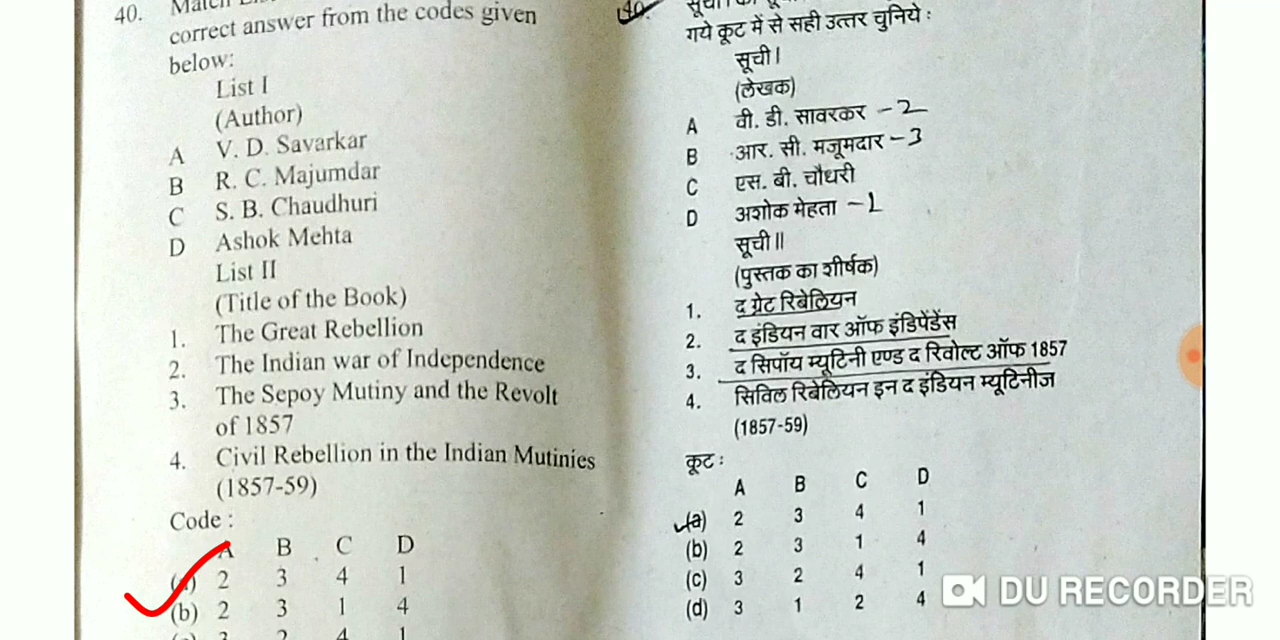 40.
correct answer from the codes given
below:
List I
(Author)
A V. D. Savarkar
B R. C. Majumdar
C S. B. Chaudhuri
D Ashok Mehta
List II
(Title of the Book)
1. The Great Rebellion
2. The Indian war of Independence
3. The Sepoy Mutiny and the Revolt
of 1857
4. Civil Rebellion in the Indian Mutinies
(1857-59)
Code :
A B C D
2 3 4 1
(b) 2 3 1 4
3 2 4 1
40.
गये कूट में से सही उत्तर चुनिये :
सूची I
(लेखक)
A वी. डी. सावरकर - 2
B आर. सी. मजूमदार - 3
C एस. बी. चौधरी
D अशोक मेहता - 1
सूची II
(पुस्तक का शीर्षक)
1. द ग्रेट रिबेलियन
2. द इंडियन वार ऑफ इंडिपेंडेंस
3. द सिपॉय म्यूटिनी एण्ड द रिवोल्ट ऑफ 1857
4. सिविल रिबेलियन इन द इंडियन म्यूटिनीज
(1857-59)
कूट :
A B C D
(a) 2 3 4 1
(b) 2 3 1 4
(c) 3 2 4 1
(d) 3 1 2 4
DU RECORDER